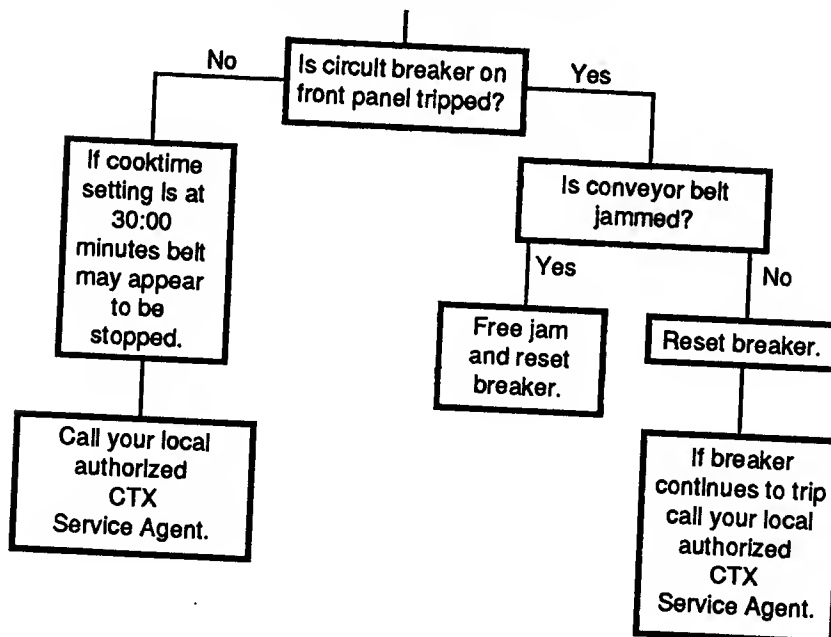 No
Is circuit breaker on
front panel tripped?
Yes
If cooktime
setting is at
30:00
minutes belt
may appear
to be
stopped.
Is conveyor belt
jammed?
Yes
No
Free jam
and reset
breaker.
Reset breaker.
Call your local
authorized
CTX
Service Agent.
If breaker
continues to trip
call your local
authorized
CTX
Service Agent.